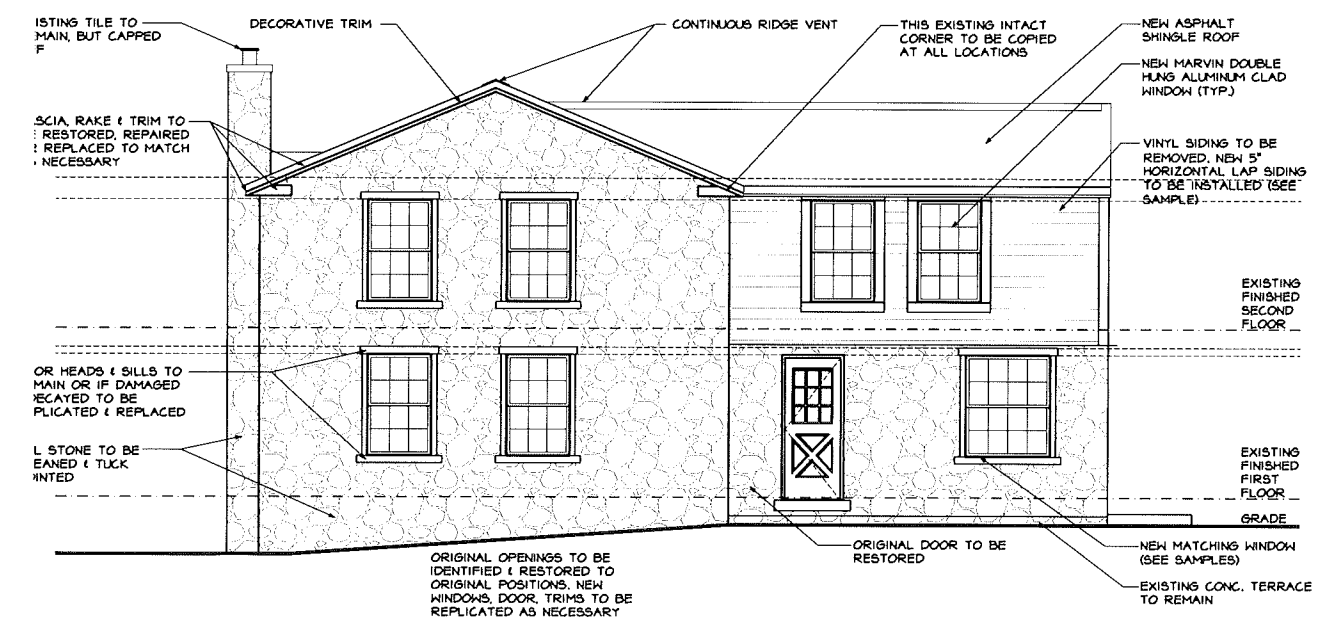 ISTING TILE TO
MAIN, BUT CAPPED
F
DECORATIVE TRIM
CONTINUOUS RIDGE VENT
THIS EXISTING INTACT
CORNER TO BE COPIED
AT ALL LOCATIONS
NEW ASPHALT
SHINGLE ROOF
NEW MARVIN DOUBLE
HUNG ALUMINUM CLAD
WINDOW (TYP.)
SCIA, RAKE & TRIM TO
RESTORED, REPAIRED
REPLACED TO MATCH
NECESSARY
VINYL SIDING TO BE
REMOVED. NEW 5"
HORIZONTAL LAP SIDING
TO BE INSTALLED (SEE
SAMPLE)
EXISTING
FINISHED
SECOND
FLOOR
OR HEADS & SILLS TO
MAIN OR IF DAMAGED
DECAYED TO BE
PLICATED & REPLACED
L STONE TO BE
EANED & TUCK
INTED
EXISTING
FINISHED
FIRST
FLOOR
GRADE
ORIGINAL OPENINGS TO BE
IDENTIFIED & RESTORED TO
ORIGINAL POSITIONS. NEW
WINDOWS, DOOR, TRIMS TO BE
REPLICATED AS NECESSARY
ORIGINAL DOOR TO BE
RESTORED
NEW MATCHING WINDOW
(SEE SAMPLES)
EXISTING CONC. TERRACE
TO REMAIN